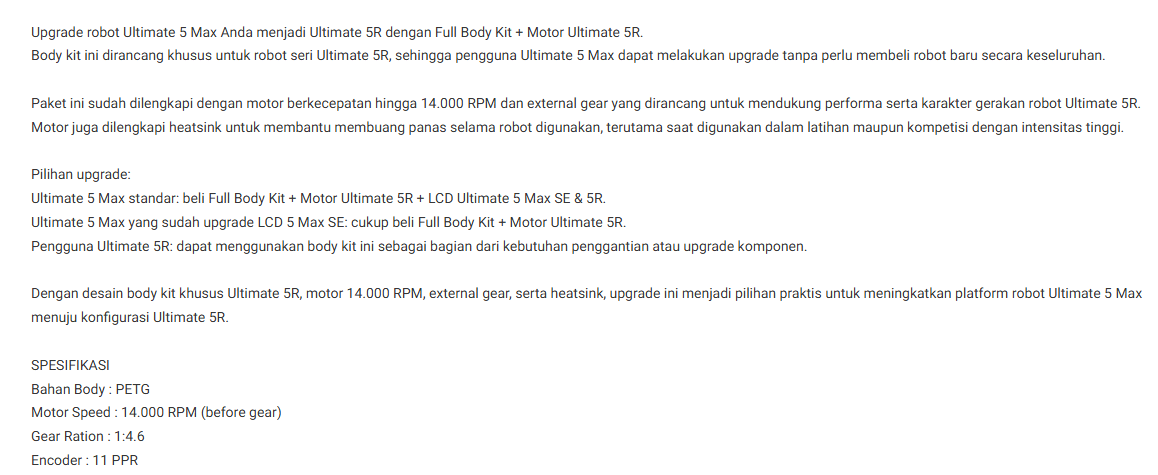 Upgrade robot Ultimate 5 Max Anda menjadi Ultimate 5R dengan Full Body Kit + Motor Ultimate 5R.
Body kit ini dirancang khusus untuk robot seri Ultimate 5R, sehingga pengguna Ultimate 5 Max dapat melakukan upgrade tanpa perlu membeli robot baru secara keseluruhan.
Paket ini sudah dilengkapi dengan motor berkecepatan hingga 14.000 RPM dan external gear yang dirancang untuk mendukung performa serta karakter gerakan robot Ultimate 5R.
Motor juga dilengkapi heatsink untuk membantu membuang panas selama robot digunakan, terutama saat digunakan dalam latihan maupun kompetisi dengan intensitas tinggi.
Pilihan upgrade:
Ultimate 5 Max standar: beli Full Body Kit + Motor Ultimate 5R + LCD Ultimate 5 Max SE & 5R.
Ultimate 5 Max yang sudah upgrade LCD 5 Max SE: cukup beli Full Body Kit + Motor Ultimate 5R.
Pengguna Ultimate 5R: dapat menggunakan body kit ini sebagai bagian dari kebutuhan penggantian atau upgrade komponen.
Dengan desain body kit khusus Ultimate 5R, motor 14.000 RPM, external gear, serta heatsink, upgrade ini menjadi pilihan praktis untuk meningkatkan platform robot Ultimate 5 Max
menuju konfigurasi Ultimate 5R.
SPESIFIKASI
Bahan Body : PETG
Motor Speed : 14.000 RPM (before gear)
Gear Ration : 1:4.6
Encoder : 11 PPR